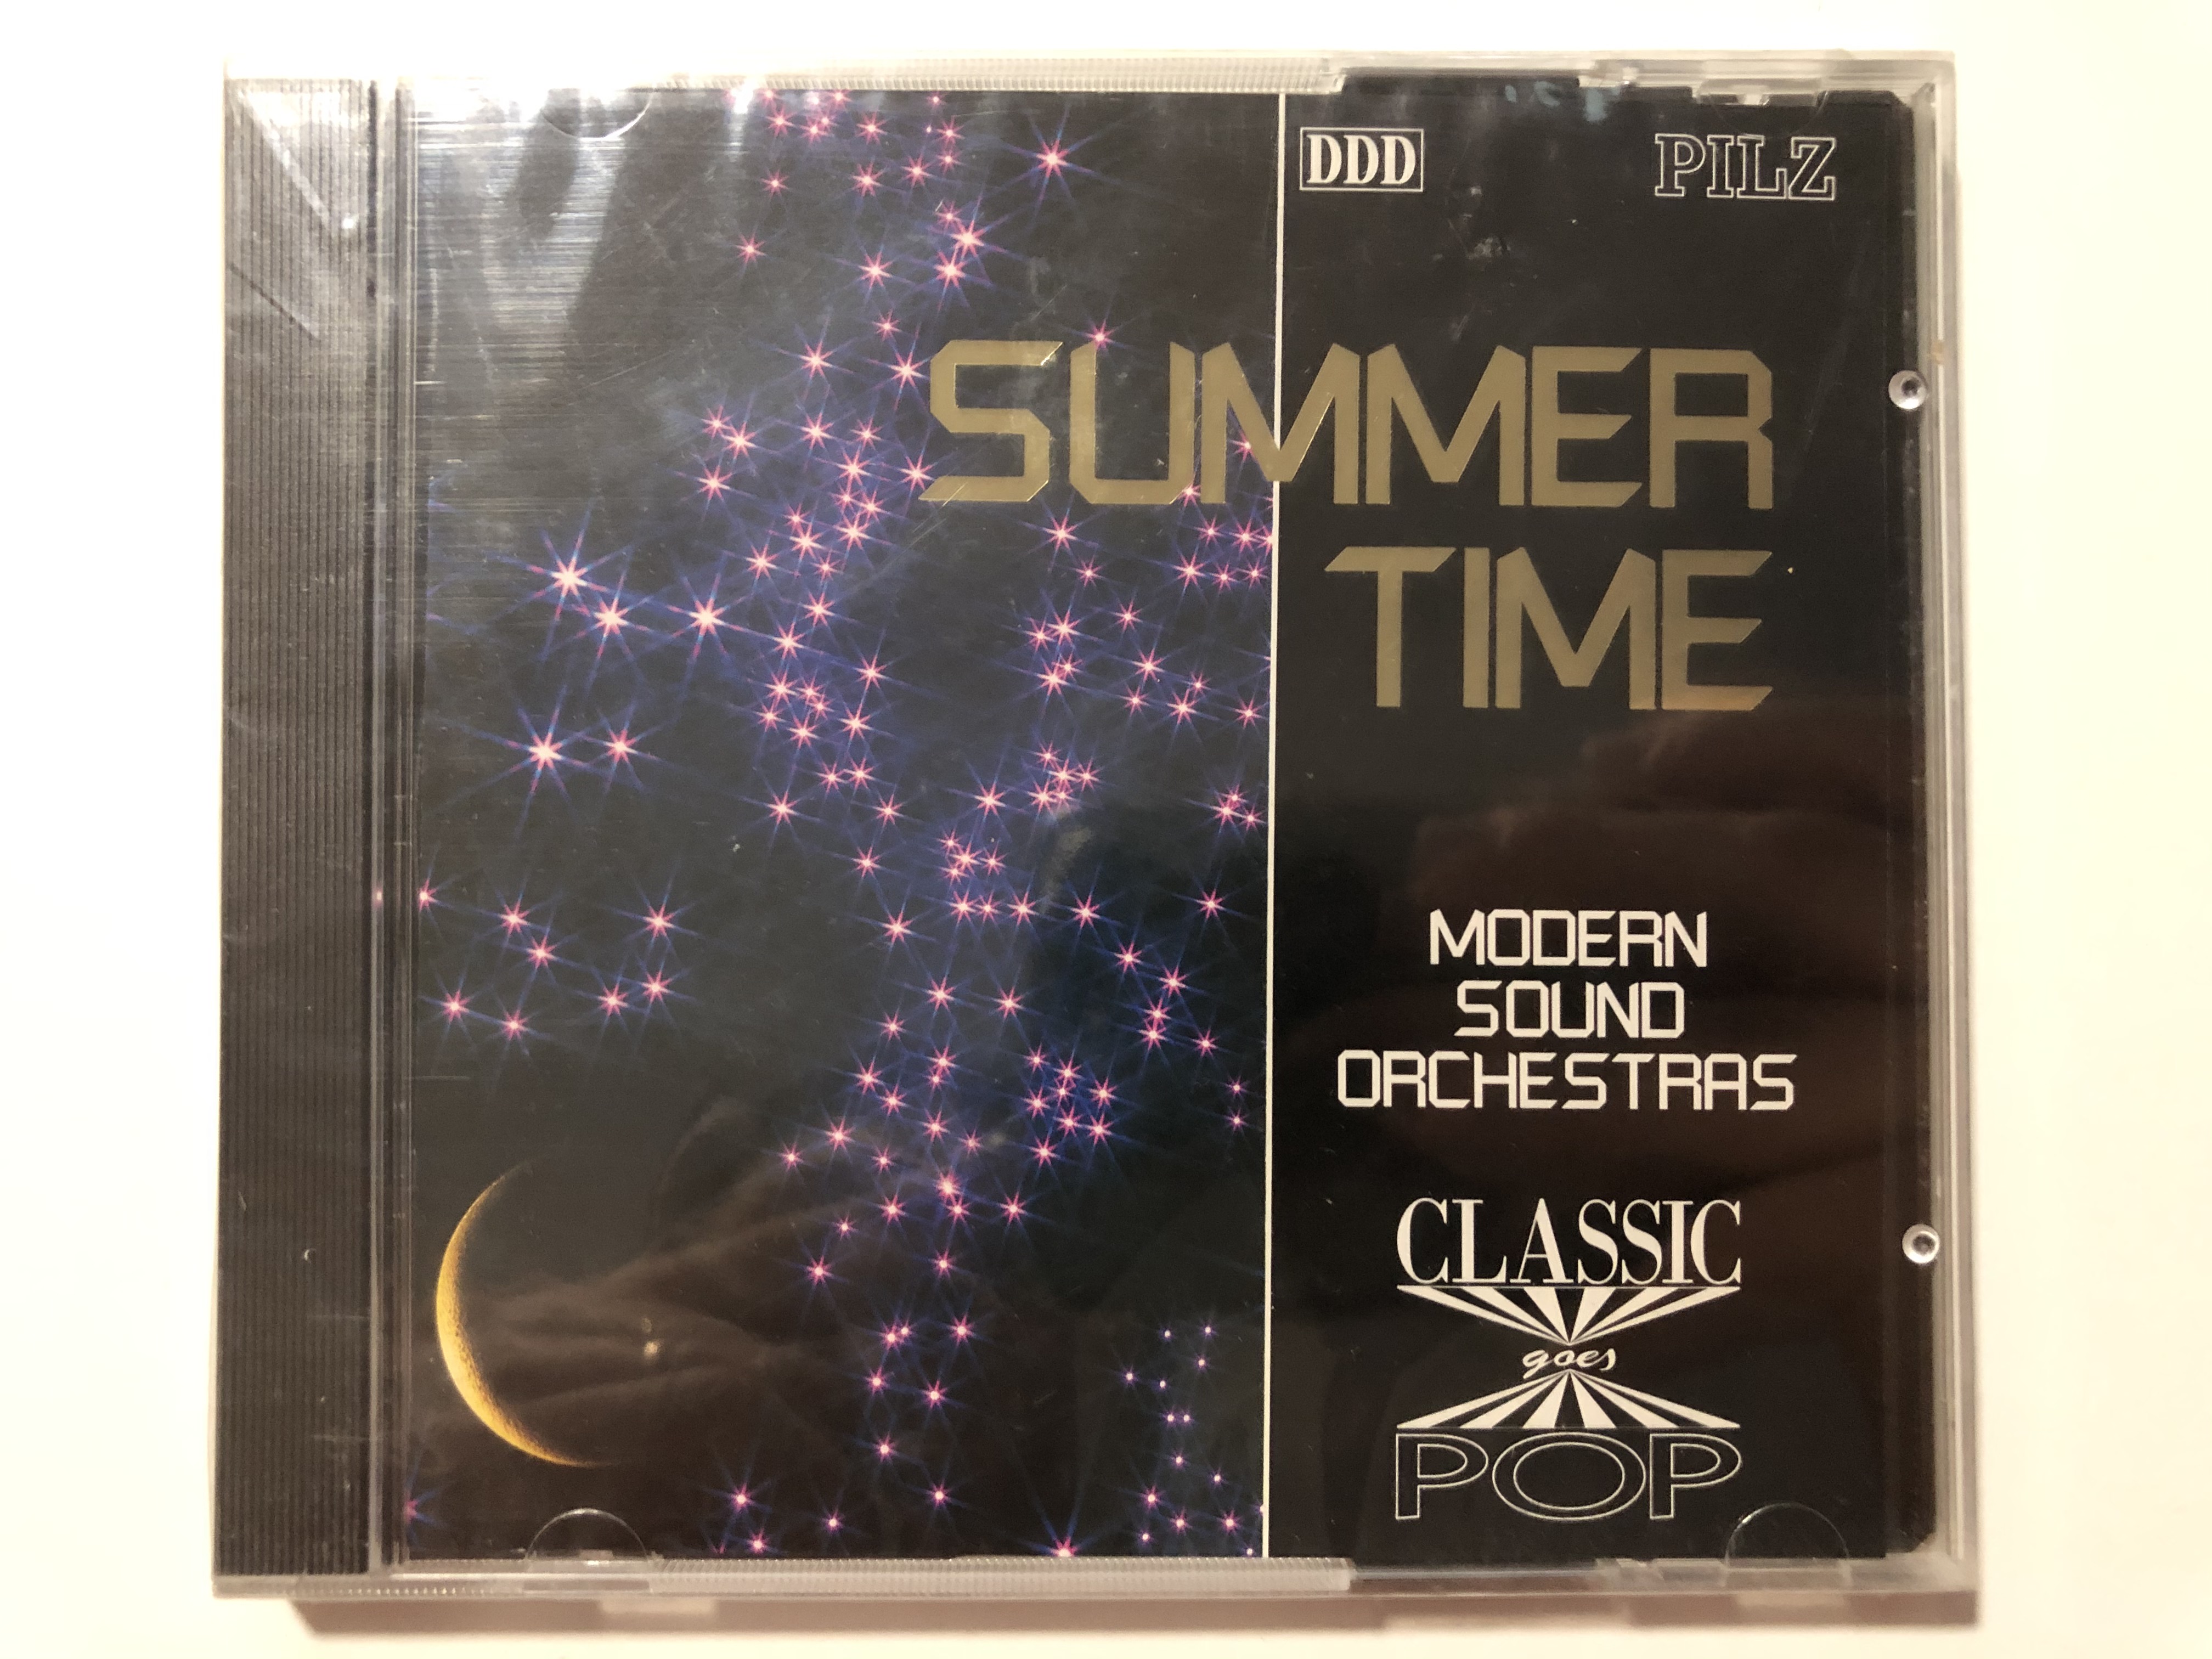 DDD
PILZ
SUMMER
TIME
MODERN
SOUND
ORCHESTRAS
CLASSIC
goes
POP